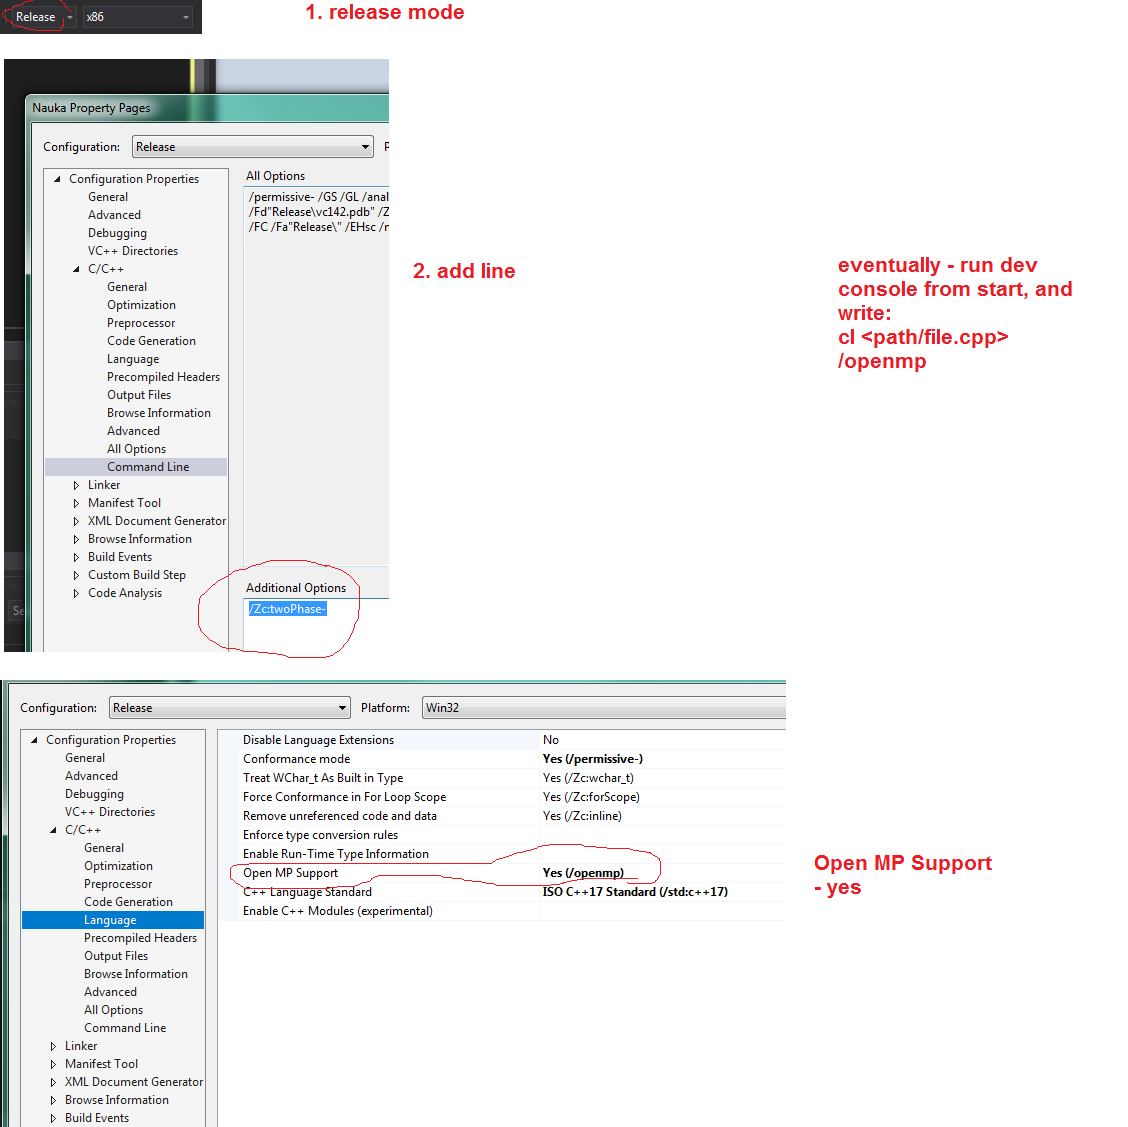 Release x86
1. release mode
Nauka Property Pages
Configuration: Release
Configuration Properties
General
Advanced
Debugging
VC++ Directories
C/C++
General
Optimization
Preprocessor
Code Generation
Language
Precompiled Headers
Output Files
Browse Information
Advanced
All Options
Command Line
Linker
Manifest Tool
XML Document Generator
Browse Information
Build Events
Custom Build Step
Code Analysis
All Options
/permissive- /GS /GL /anal
/Fd"Release\vc142.pdb" /Z
/FC /Fa"Release\" /EHsc /n
Additional Options
/Zc:twoPhase-
2. add line
eventually - run dev
console from start, and
write:
cl <path/file.cpp>
/openmp
Configuration: Release Platform: Win32
Configuration Properties
General
Advanced
Debugging
VC++ Directories
C/C++
General
Optimization
Preprocessor
Code Generation
Language
Precompiled Headers
Output Files
Browse Information
Advanced
All Options
Command Line
Linker
Manifest Tool
XML Document Generator
Browse Information
Build Events
Disable Language Extensions No
Conformance mode Yes (/permissive-)
Treat WChar_t As Built in Type Yes (/Zc:wchar_t)
Force Conformance in For Loop Scope Yes (/Zc:forScope)
Remove unreferenced code and data Yes (/Zc:inline)
Enforce type conversion rules
Enable Run-Time Type Information
Open MP Support Yes (/openmp)
C++ Language Standard ISO C++17 Standard (/std:c++17)
Enable C++ Modules (experimental)
Open MP Support
- yes